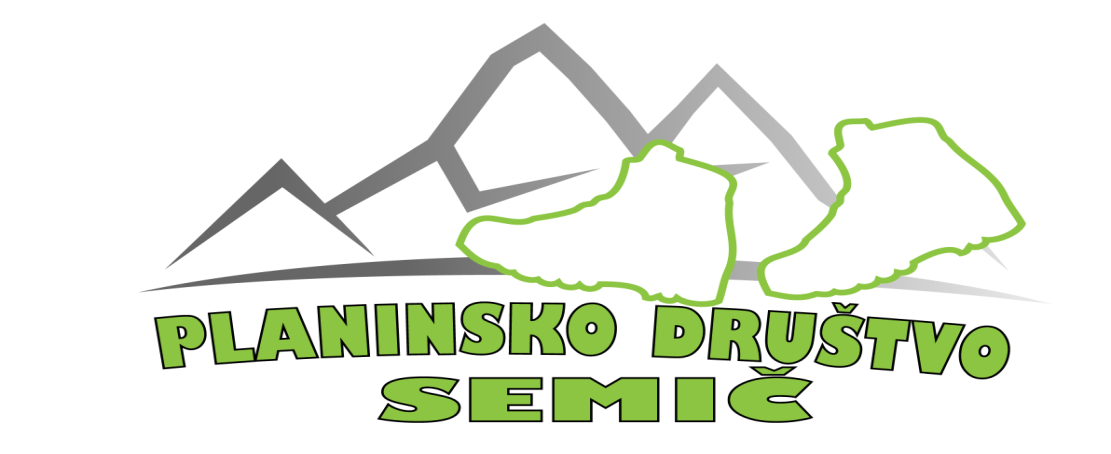 PLANINSKO DRUŠTVO
SEMIČ